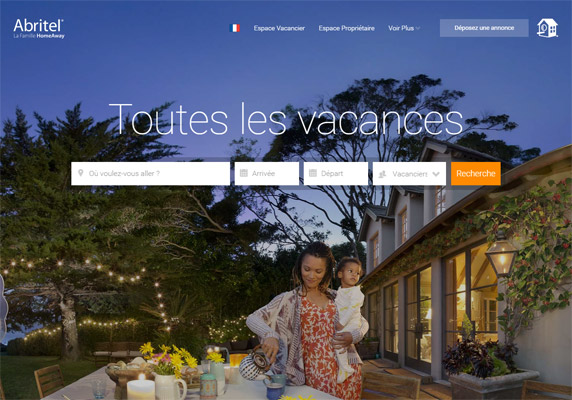 Abritel
La Famille HomeAway
Espace Vacancier Espace Propriétaire Voir Plus
Déposez une annonce
Toutes les vacances
Où voulez-vous aller ? Arrivée Départ Vacanciers Recherche